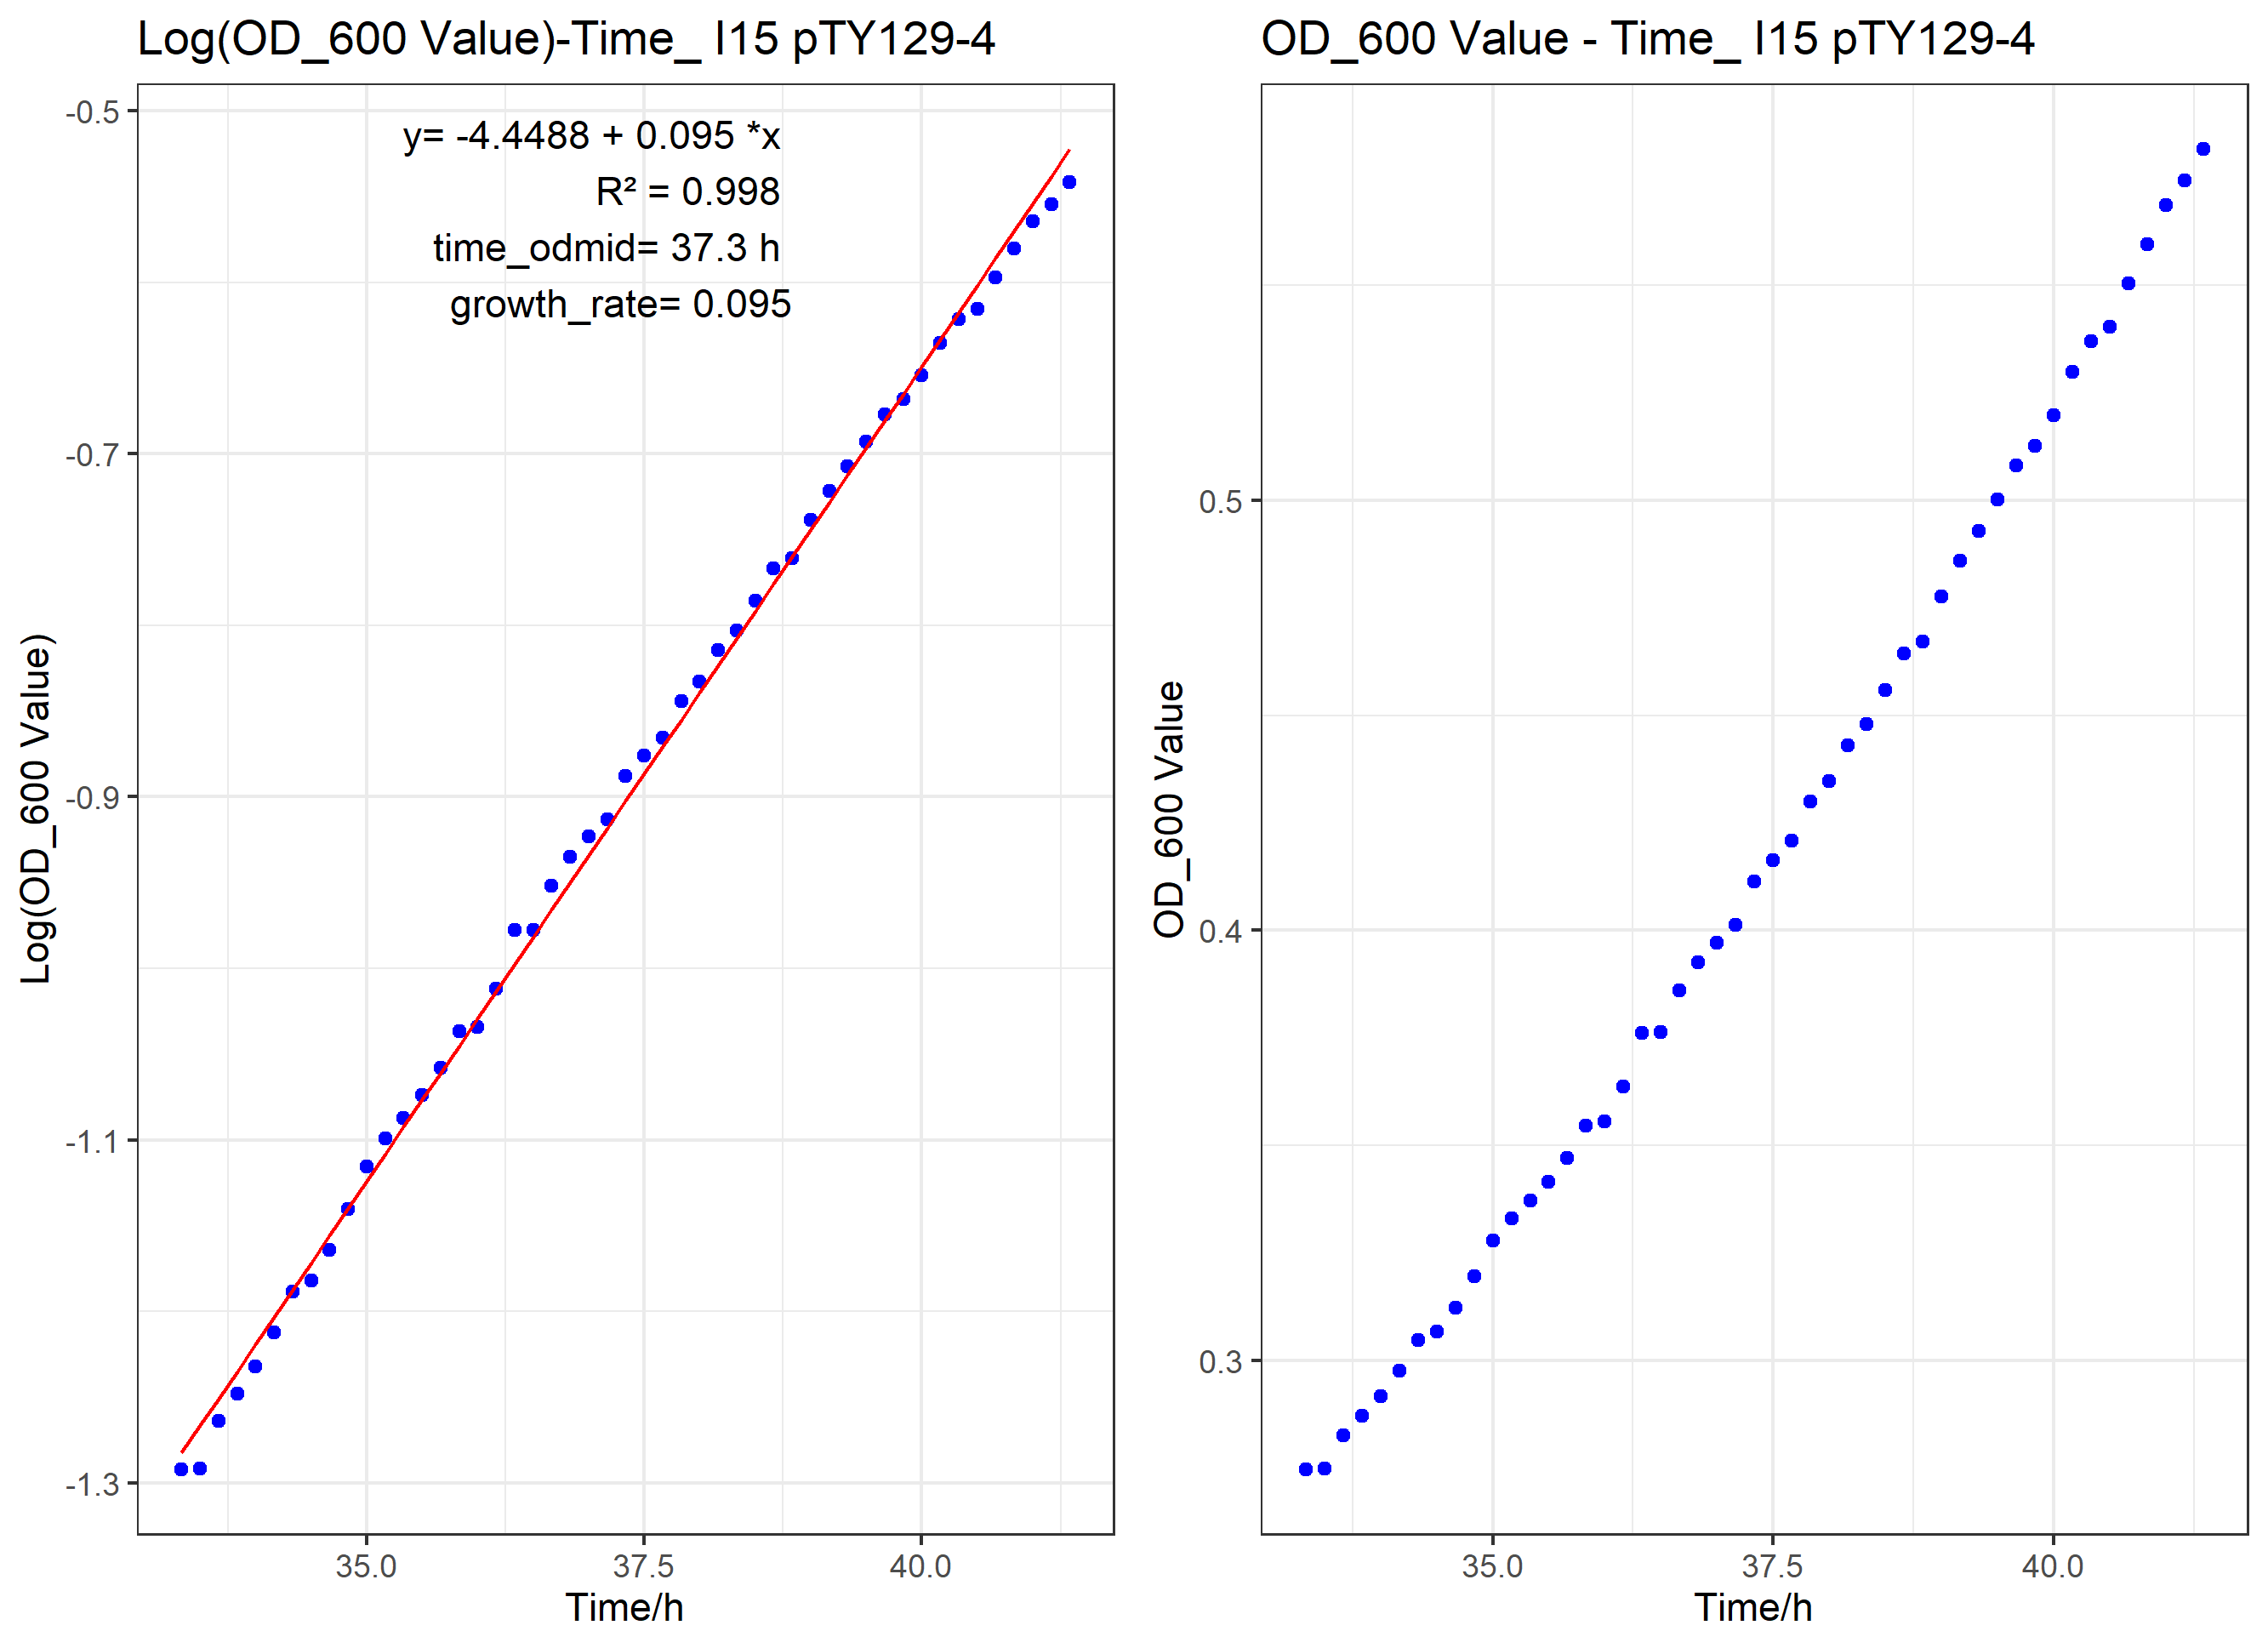 Log(OD_600 Value)-Time_ I15 pTY129-4
y= -4.4488 + 0.095 *x
R² = 0.998
time_odmid= 37.3 h
growth_rate= 0.095
-0.5
-0.7
-0.9
-1.1
-1.3
Log(OD_600 Value)
35.0
37.5
40.0
Time/h
OD_600 Value - Time_ I15 pTY129-4
0.5
0.4
0.3
OD_600 Value
35.0
37.5
40.0
Time/h